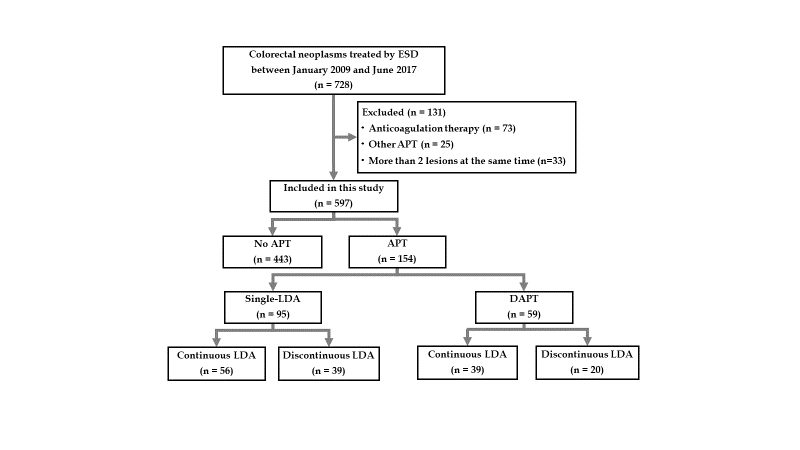 Colorectal neoplasms treated by ESD
between January 2009 and June 2017
(n = 728)
Excluded (n = 131)
• Anticoagulation therapy (n = 73)
• Other APT (n = 25)
• More than 2 lesions at the same time (n=33)
Included in this study
(n = 597)
No APT
(n = 443)
APT
(n = 154)
Single-LDA
(n = 95)
DAPT
(n = 59)
Continuous LDA
(n = 56)
Discontinuous LDA
(n = 39)
Continuous LDA
(n = 39)
Discontinuous LDA
(n = 20)